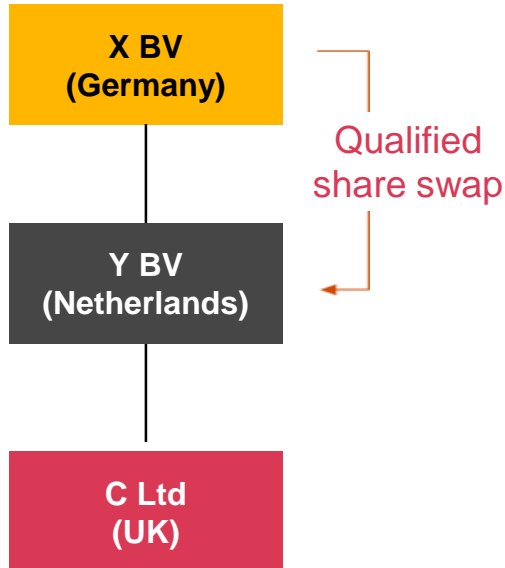 X BV
(Germany)
Qualified
share swap
Y BV
(Netherlands)
C Ltd
(UK)